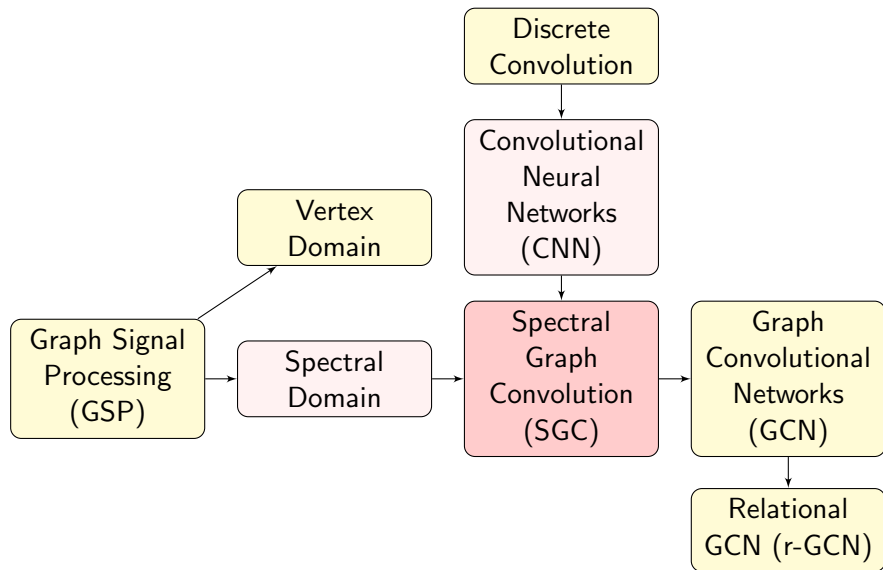 Discrete
Convolution
Convolutional
Neural
Networks
(CNN)
Vertex
Domain
Graph Signal
Processing
(GSP)
Spectral
Domain
Spectral
Graph
Convolution
(SGC)
Graph
Convolutional
Networks
(GCN)
Relational
GCN (r-GCN)